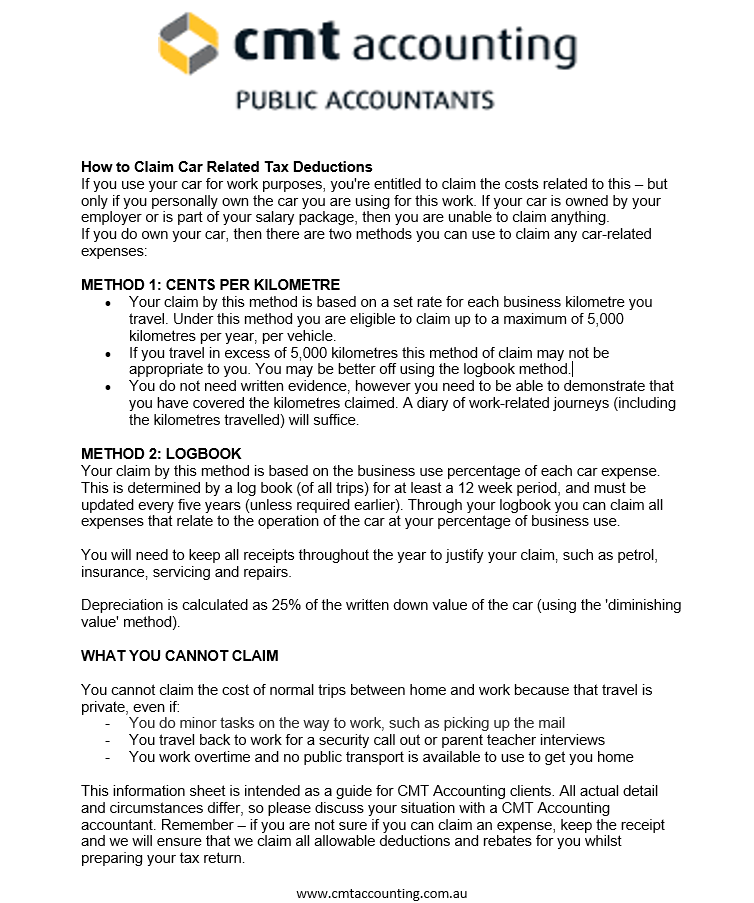 cmt accounting
PUBLIC ACCOUNTANTS
How to Claim Car Related Tax Deductions
If you use your car for work purposes, you're entitled to claim the costs related to this – but
only if you personally own the car you are using for this work. If your car is owned by your
employer or is part of your salary package, then you are unable to claim anything.
If you do own your car, then there are two methods you can use to claim any car-related
expenses:
METHOD 1: CENTS PER KILOMETRE
• Your claim by this method is based on a set rate for each business kilometre you
travel. Under this method you are eligible to claim up to a maximum of 5,000
kilometres per year, per vehicle.
• If you travel in excess of 5,000 kilometres this method of claim may not be
appropriate to you. You may be better off using the logbook method.
• You do not need written evidence, however you need to be able to demonstrate that
you have covered the kilometres claimed. A diary of work-related journeys (including
the kilometres travelled) will suffice.
METHOD 2: LOGBOOK
Your claim by this method is based on the business use percentage of each car expense.
This is determined by a log book (of all trips) for at least a 12 week period, and must be
updated every five years (unless required earlier). Through your logbook you can claim all
expenses that relate to the operation of the car at your percentage of business use.
You will need to keep all receipts throughout the year to justify your claim, such as petrol,
insurance, servicing and repairs.
Depreciation is calculated as 25% of the written down value of the car (using the 'diminishing
value' method).
WHAT YOU CANNOT CLAIM
You cannot claim the cost of normal trips between home and work because that travel is
private, even if:
- You do minor tasks on the way to work, such as picking up the mail
- You travel back to work for a security call out or parent teacher interviews
- You work overtime and no public transport is available to use to get you home
This information sheet is intended as a guide for CMT Accounting clients. All actual detail
and circumstances differ, so please discuss your situation with a CMT Accounting
accountant. Remember – if you are not sure if you can claim an expense, keep the receipt
and we will ensure that we claim all allowable deductions and rebates for you whilst
preparing your tax return.
www.cmtaccounting.com.au